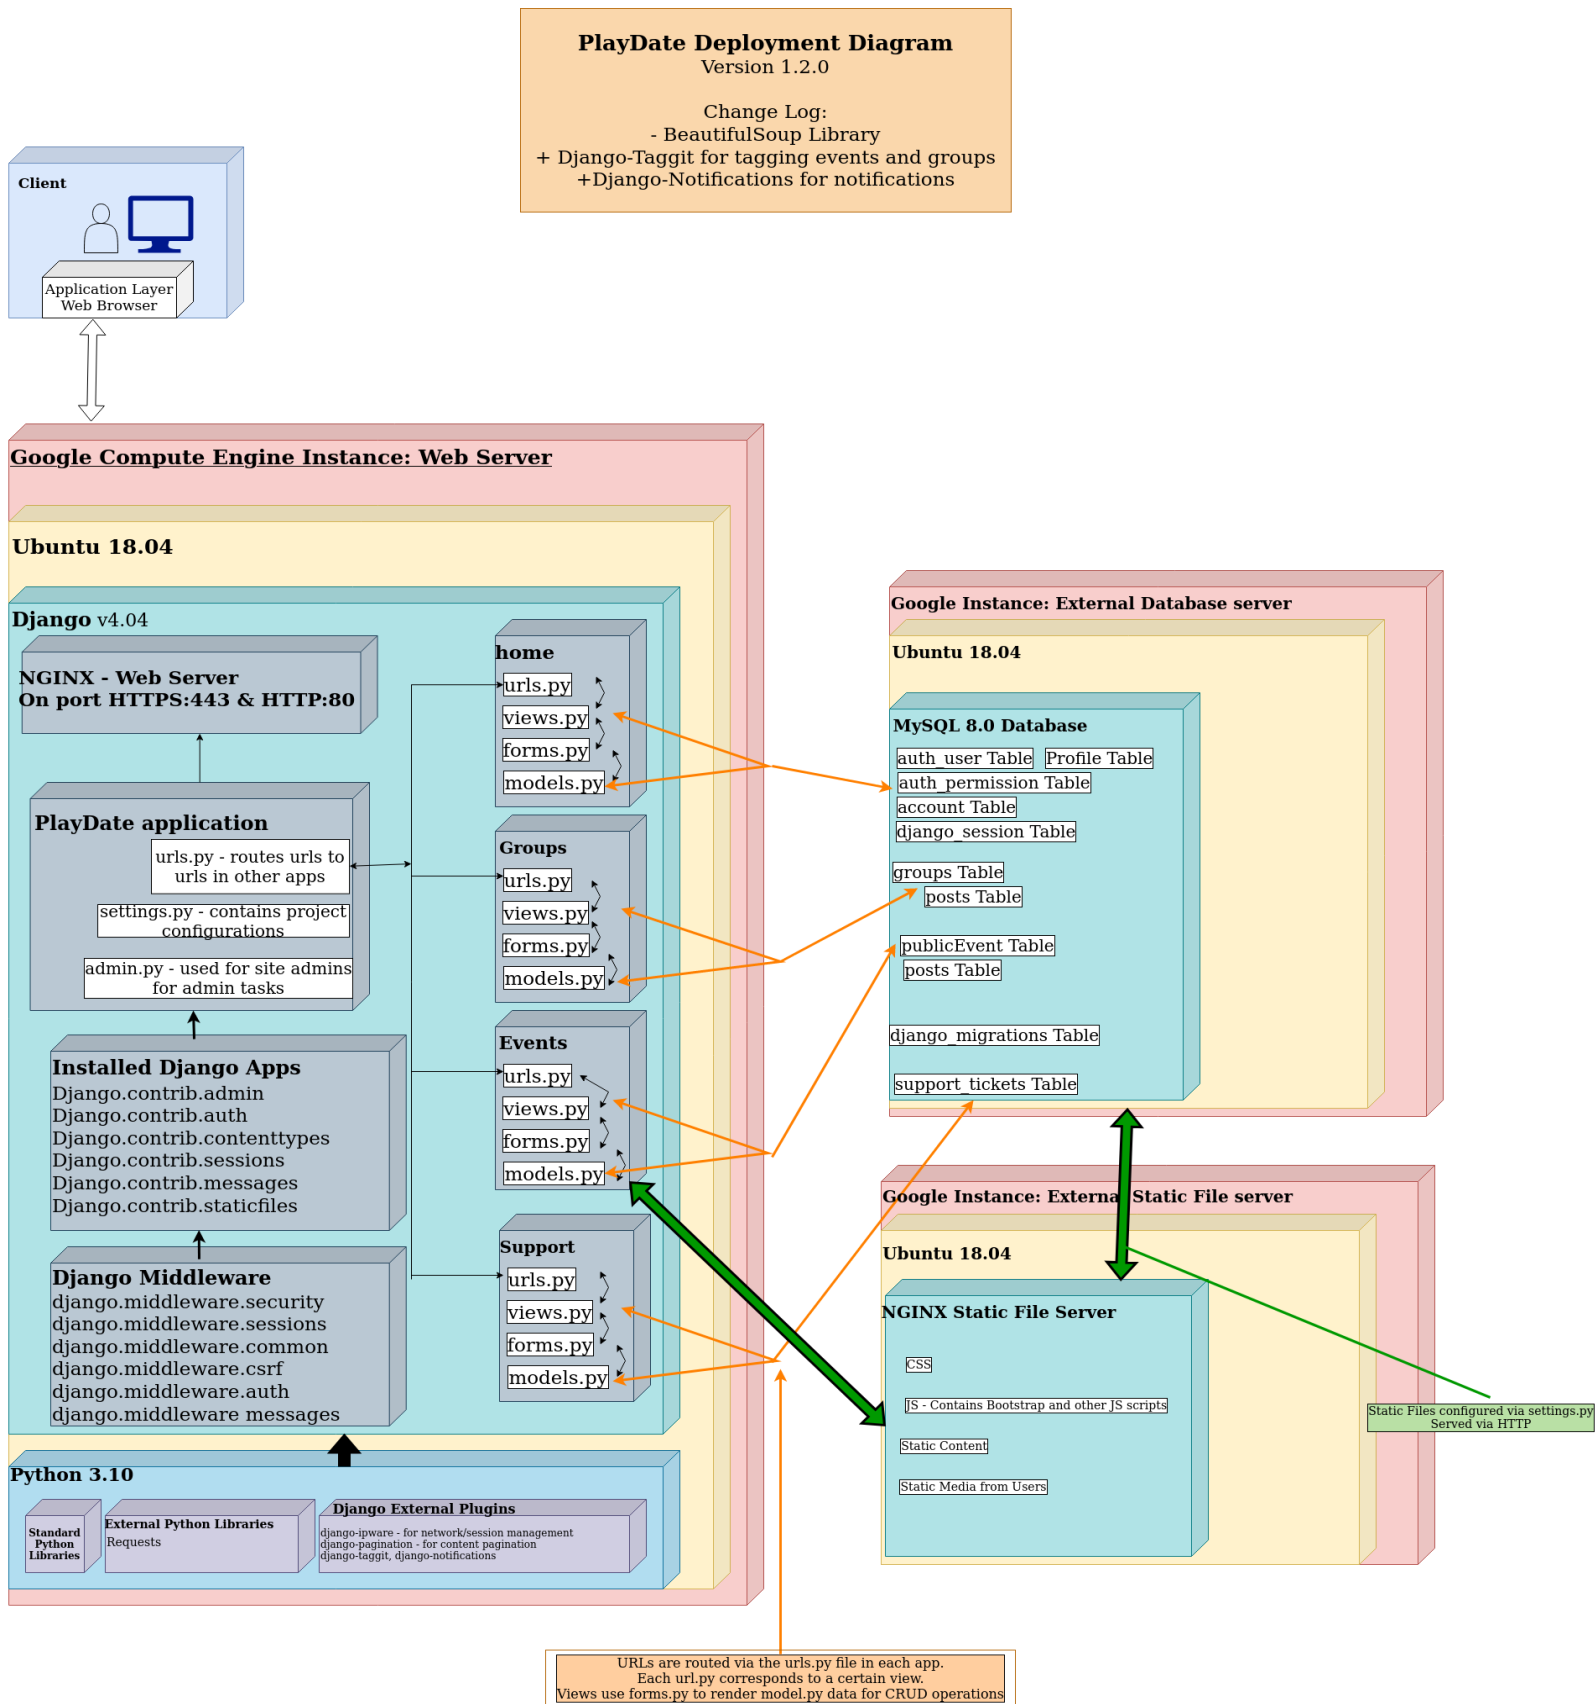 PlayDate Deployment Diagram
Version 1.2.0
Change Log:
- BeautifulSoup Library
+ Django-Taggit for tagging events and groups
+Django-Notifications for notifications
Client
Application Layer
Web Browser
Google Compute Engine Instance: Web Server
Ubuntu 18.04
Django v4.04
NGINX - Web Server
On port HTTPS:443 & HTTP:80
PlayDate application
urls.py - routes urls to
urls in other apps
settings.py - contains project
configurations
admin.py - used for site admins
for admin tasks
Installed Django Apps
Django.contrib.admin
Django.contrib.auth
Django.contrib.contenttypes
Django.contrib.sessions
Django.contrib.messages
Django.contrib.staticfiles
Django Middleware
django.middleware.security
django.middleware.sessions
django.middleware.common
django.middleware.csrf
django.middleware.auth
django.middleware messages
home
urls.py
views.py
forms.py
models.py
Groups
urls.py
views.py
forms.py
models.py
Events
urls.py
views.py
forms.py
models.py
Support
urls.py
views.py
forms.py
models.py
Python 3.10
Standard
Python
Libraries
External Python Libraries
Requests
Django External Plugins
django-ipware - for network/session management
django-pagination - for content pagination
django-taggit, django-notifications
Google Instance: External Database server
Ubuntu 18.04
MySQL 8.0 Database
auth_user Table Profile Table
auth_permission Table
account Table
django_session Table
groups Table
posts Table
publicEvent Table
posts Table
django_migrations Table
support_tickets Table
Google Instance: External Static File server
Ubuntu 18.04
NGINX Static File Server
CSS
JS - Contains Bootstrap and other JS scripts
Static Content
Static Media from Users
Static Files configured via settings.py
Served via HTTP
URLs are routed via the urls.py file in each app.
Each url.py corresponds to a certain view.
Views use forms.py to render model.py data for CRUD operations